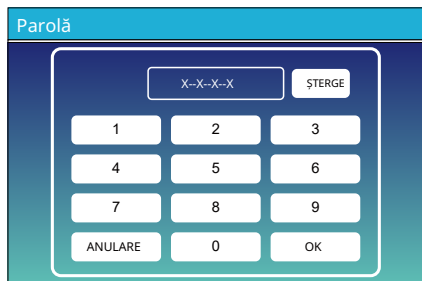 Parolă
X--X--X--X ȘTERGE
1 2 3
4 5 6
7 8 9
ANULARE 0 OK